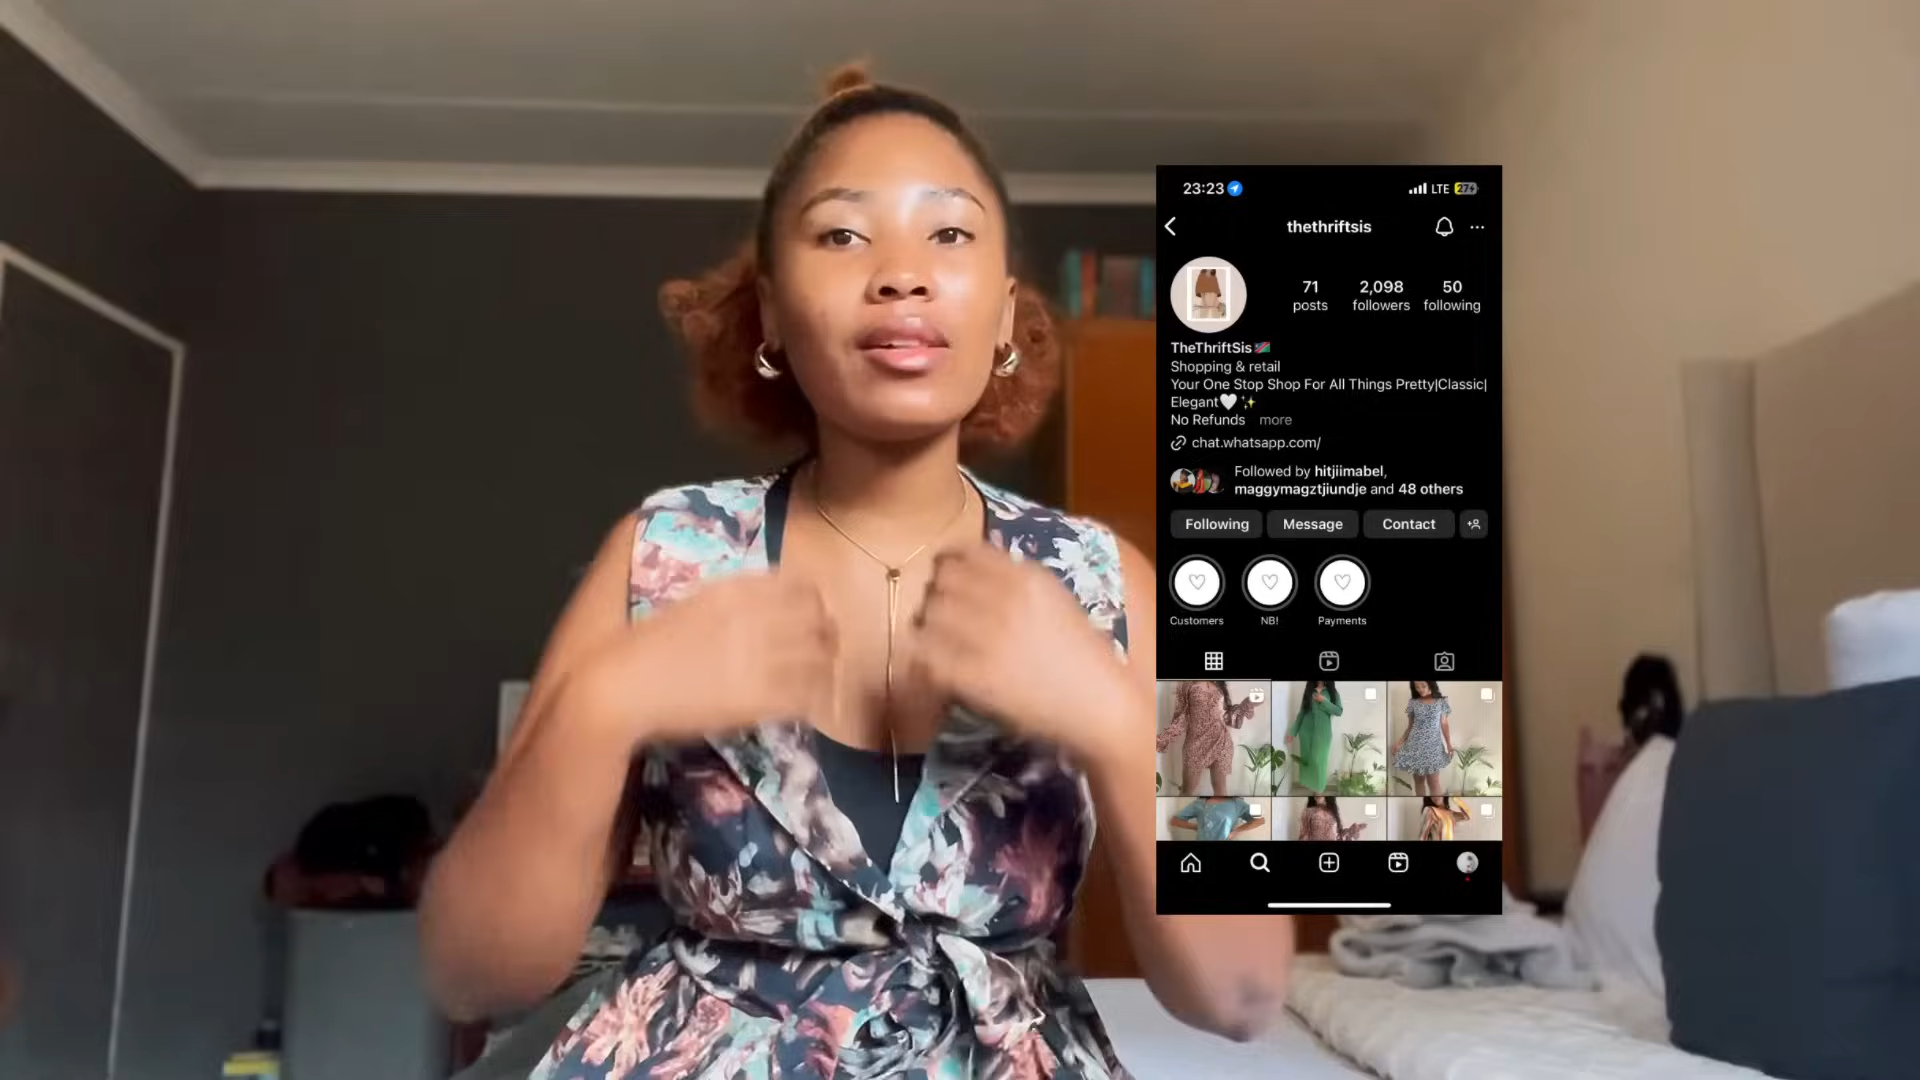 23:23
LTE 27
thethriftsis
71
posts
2,098
followers
50
following
TheThriftSis
Shopping & retail
Your One Stop Shop For All Things Pretty|Classic|
Elegant🤍✨
No Refunds more
chat.whatsapp.com/
Followed by hitjiimabel,
maggymagztjiundje and 48 others
Following
Message
Contact
Customers
NB!
Payments